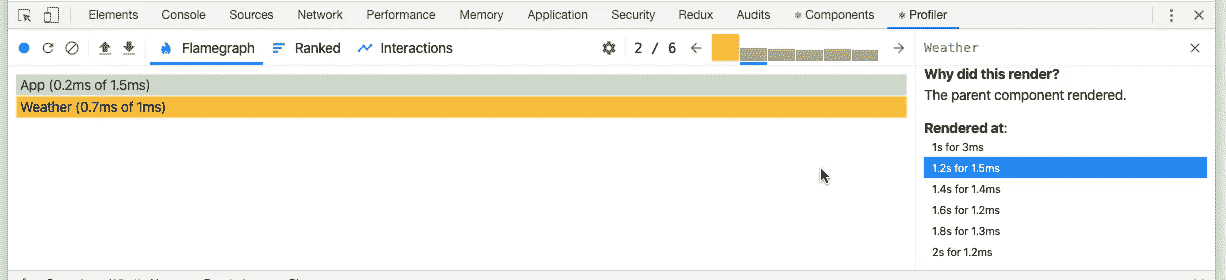 Elements Console Sources Network Performance Memory Application Security Redux Audits Components Profiler
Flamegraph Ranked Interactions 2 / 6 Weather
App (0.2ms of 1.5ms)
Weather (0.7ms of 1ms)
Why did this render?
The parent component rendered.
Rendered at:
1s for 3ms
1.2s for 1.5ms
1.4s for 1.4ms
1.6s for 1.2ms
1.8s for 1.3ms
2s for 1.2ms